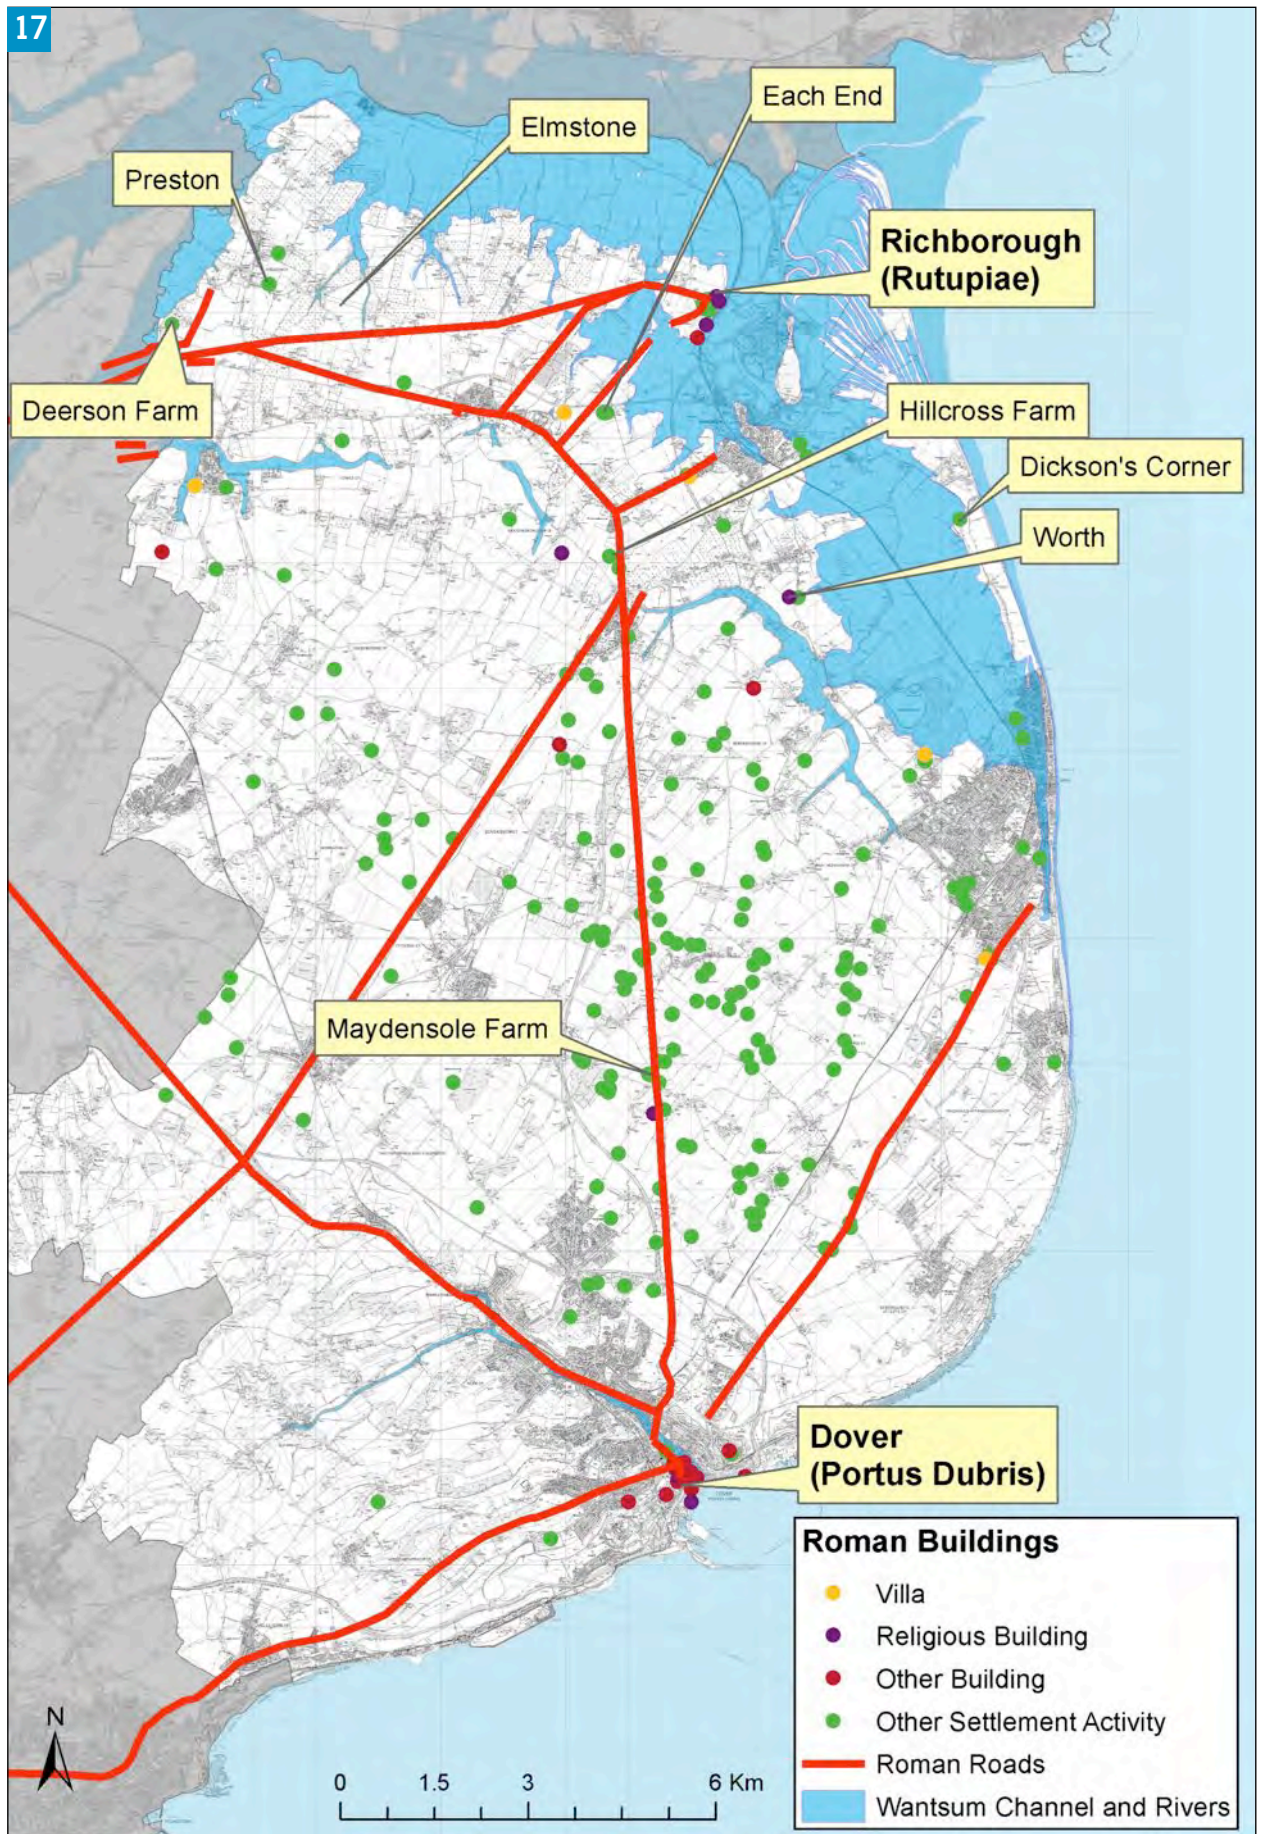 17
Each End
Elmstone
Preston
Richborough
(Rutupiae)
Deerson Farm
Hillcross Farm
Dickson's Corner
Worth
Maydensole Farm
Dover
(Portus Dubris)
Roman Buildings
Villa
Religious Building
Other Building
Other Settlement Activity
Roman Roads
Wantsum Channel and Rivers
N
0 1.5 3 6 Km